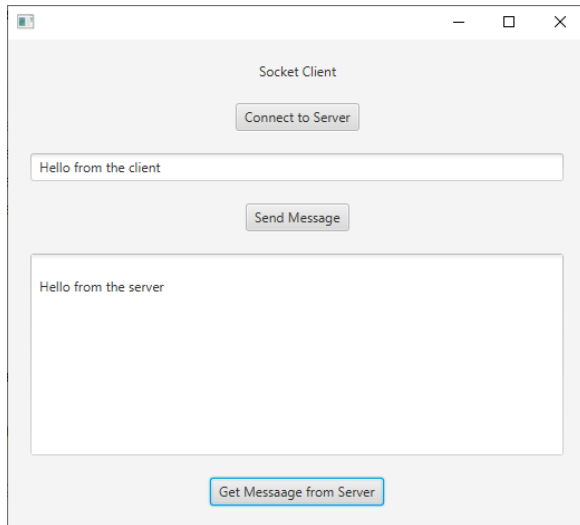 Socket Client
Connect to Server
Hello from the client
Send Message
Hello from the server
Get Messaage from Server